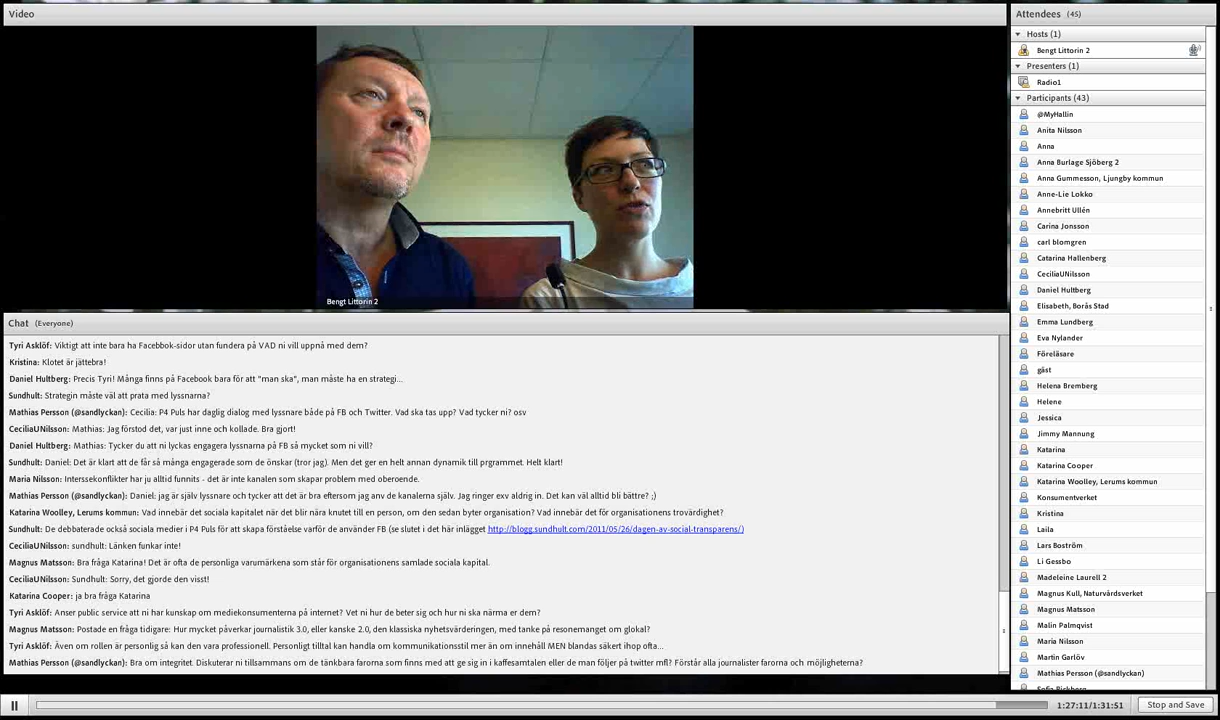 Video
Bengt Littorin 2
Chat (Everyone)
Tyri Asklöf: Viktigt att inte bara ha Facebbok-sidor utan fundera på VAD ni vill uppnå med dem?
Kristina: Klotet är jättebra!
Daniel Hultberg: Precis Tyri! Många finns på Facebook bara för att "man ska", man måste ha en strategi...
Sundhult: Strategin måste väl att prata med lyssnarna?
Mathias Persson (@sandlyckan): Cecilia: P4 Puls har daglig dialog med lyssnare både på FB och Twitter. Vad ska tas upp? Vad tycker ni? osv
CeciliaUNilsson: Mathias: Jag förstod det, var just inne och kollade. Bra gjort!
Daniel Hultberg: Mathias: Tycker du att ni lyckas engagera lyssnarna på FB så mycket som ni vill?
Sundhult: Daniel: Det är klart att de får så många engagerade som de önskar (tror jag). Men det ger en helt annan dynamik till prgrammet. Helt klart!
Maria Nilsson: Interssekonflikter har ju alltid funnits - det är inte kanalen som skapar problem med oberoende.
Mathias Persson (@sandlyckan): Daniel: jag är själv lyssnare och tycker att det är bra eftersom jag anv de kanalerna själv. Jag ringer exv aldrig in. Det kan väl alltid bli bättre? ;)
Katarina Woolley, Lerums kommun: Vad innebär det sociala kapitalet när det blir nära knutet till en person, om den sedan byter organisation? Vad innebär det för organisationens trovärdighet?
Sundhult: De debbaterade också sociala medier i P4 Puls för att skapa förståelse varför de använder FB (se slutet i det här inlägget http://blogg.sundhult.com/2011/05/26/dagen-av-social-transparens/)
CeciliaUNilsson: sundhult: Länken funkar inte!
Magnus Matsson: Bra fråga Katarina! Det är ofta de personliga varumärkena som står för organisationens samlade sociala kapital.
CeciliaUNilsson: Sundhult: Sorry, det gjorde den visst!
Katarina Cooper: ja bra fråga Katarina
Tyri Asklöf: Anser public service att ni har kunskap om mediekonsumenterna på internet? Vet ni hur de beter sig och hur ni ska närma er dem?
Magnus Matsson: Postade en fråga tidigare: Hur mycket påverkar journalistik 3.0, eller kanske 2.0, den klassiska nyhetsvärderingen, med tanke på resonemanget om glokal?
Tyri Asklöf: Även om rollen är personlig så kan den vara professionell. Personligt tilltal kan handla om kommunikationsstil mer än om innehåll MEN blandas säkert ihop ofta...
Mathias Persson (@sandlyckan): Bra om integritet. Diskuterar ni tillsammans om de tänkbara farorna som finns med att ge sig in i kaffesamtalen eller de man följer på twitter mfl? Förstår alla journalister farorna och möjligheterna?
Attendees (45)
Hosts (1)
Bengt Littorin 2
Presenters (1)
Radio1
Participants (43)
@MyHallin
Anita Nilsson
Anna
Anna Burlage Sjöberg 2
Anna Gummesson, Ljungby kommun
Anne-Lie Lokko
Annebritt Ullén
Carina Jonsson
carl blomgren
Catarina Hallenberg
CeciliaUNilsson
Daniel Hultberg
Elisabeth, Borås Stad
Emma Lundberg
Eva Nylander
Föreläsare
gäst
Helena Bremberg
Helene
Jessica
Jimmy Mannung
Katarina
Katarina Cooper
Katarina Woolley, Lerums kommun
Konsumentverket
Kristina
Laila
Lars Boström
Li Gessbo
Madeleine Laurell 2
Magnus Kull, Naturvårdsverket
Magnus Matsson
Malin Palmqvist
Maria Nilsson
Martin Garlöv
Mathias Persson (@sandlyckan)
1:27:11/1:31:51
Stop and Save